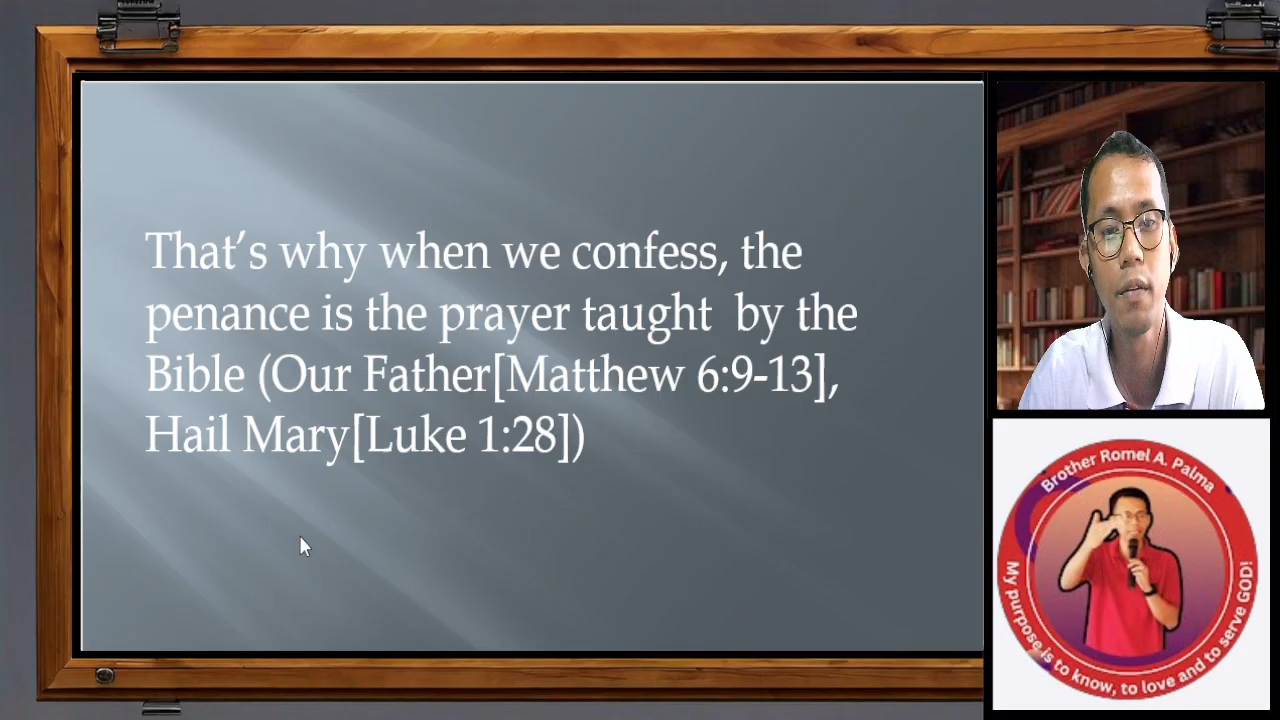 That's why when we confess, the
penance is the prayer taught  by the
Bible (Our Father[Matthew 6:9-13],
Hail Mary[Luke 1:28])
Brother Romel A. Palma
My purpose is to know, to love and to serve GOD!